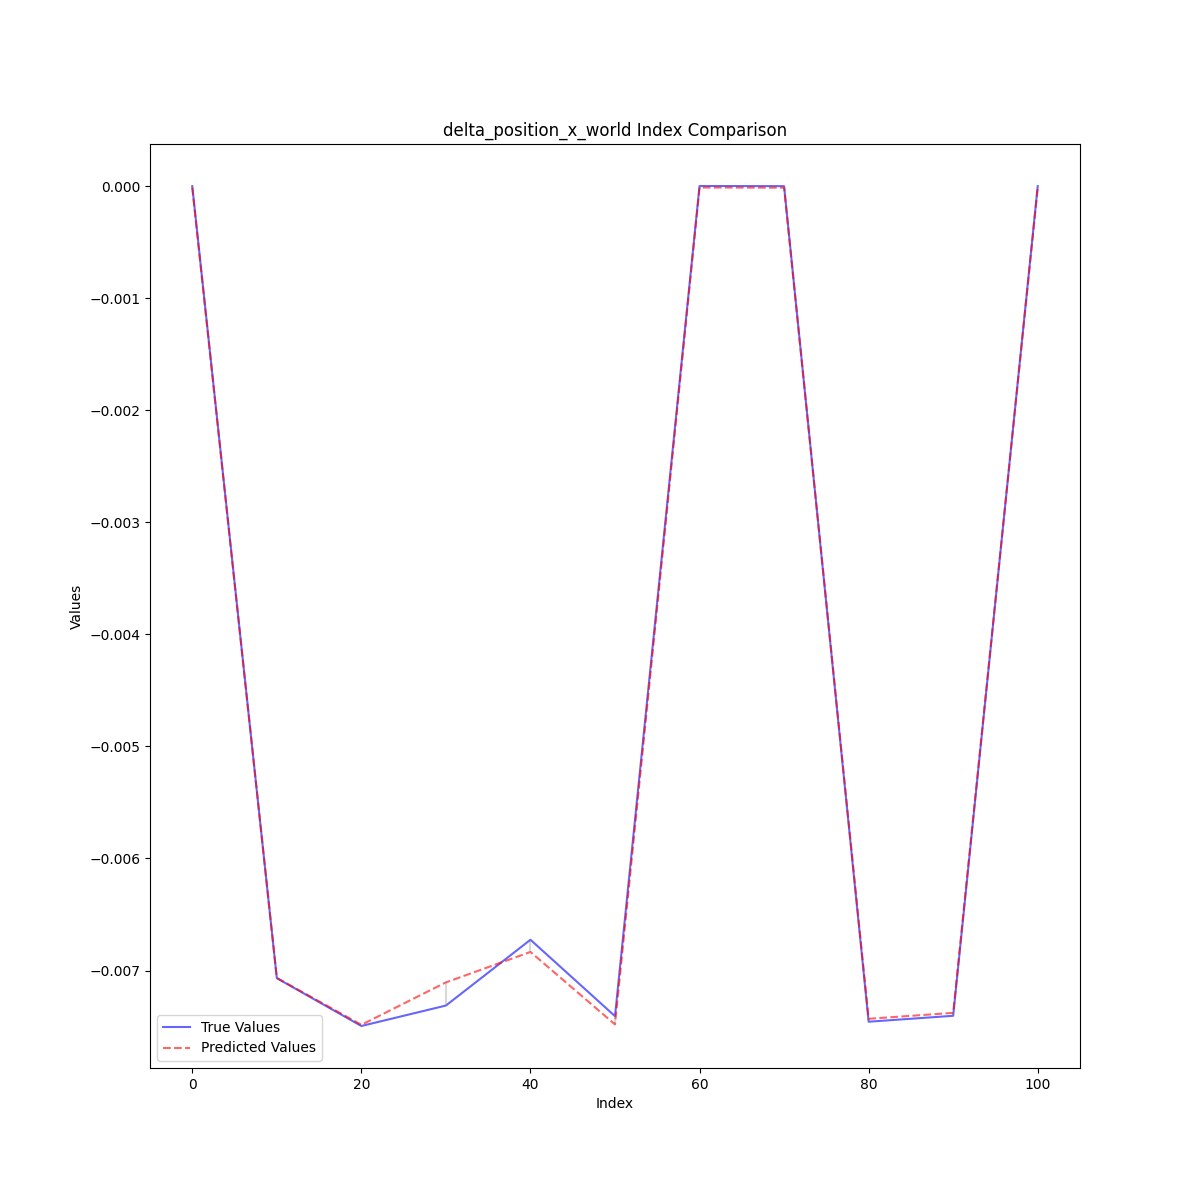 delta_position_x_world Index Comparison
0.000
−0.001
−0.002
−0.003
−0.004
−0.005
−0.006
−0.007
Values
True Values
Predicted Values
0 20 40 60 80 100
Index